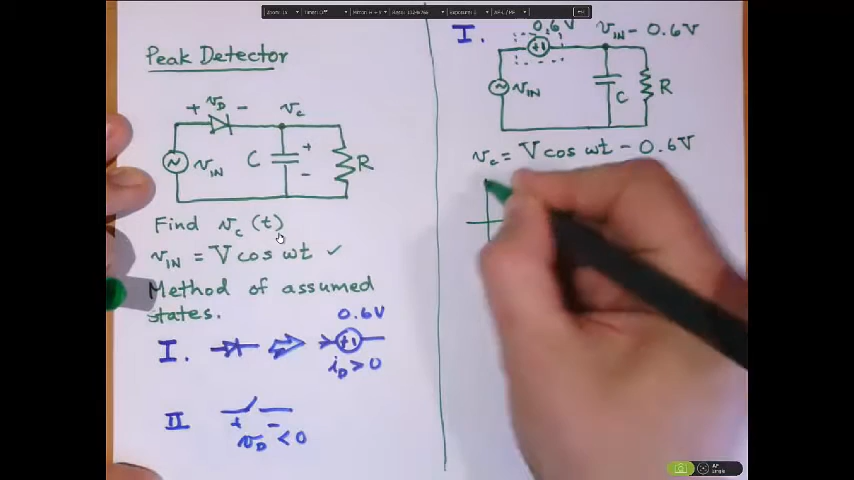 Peak Detector
+ v_D -
v_c
v_IN
C
+
-
R
Find v_c (t)
v_IN = V cos ωt ✓
Method of assumed
states.
0.6V
I.
+ -
i_D > 0
II
+ -
v_D < 0
I.
0.6 V
+ -
v_IN - 0.6V
v_IN
C
R
v_c = V cos ωt - 0.6V